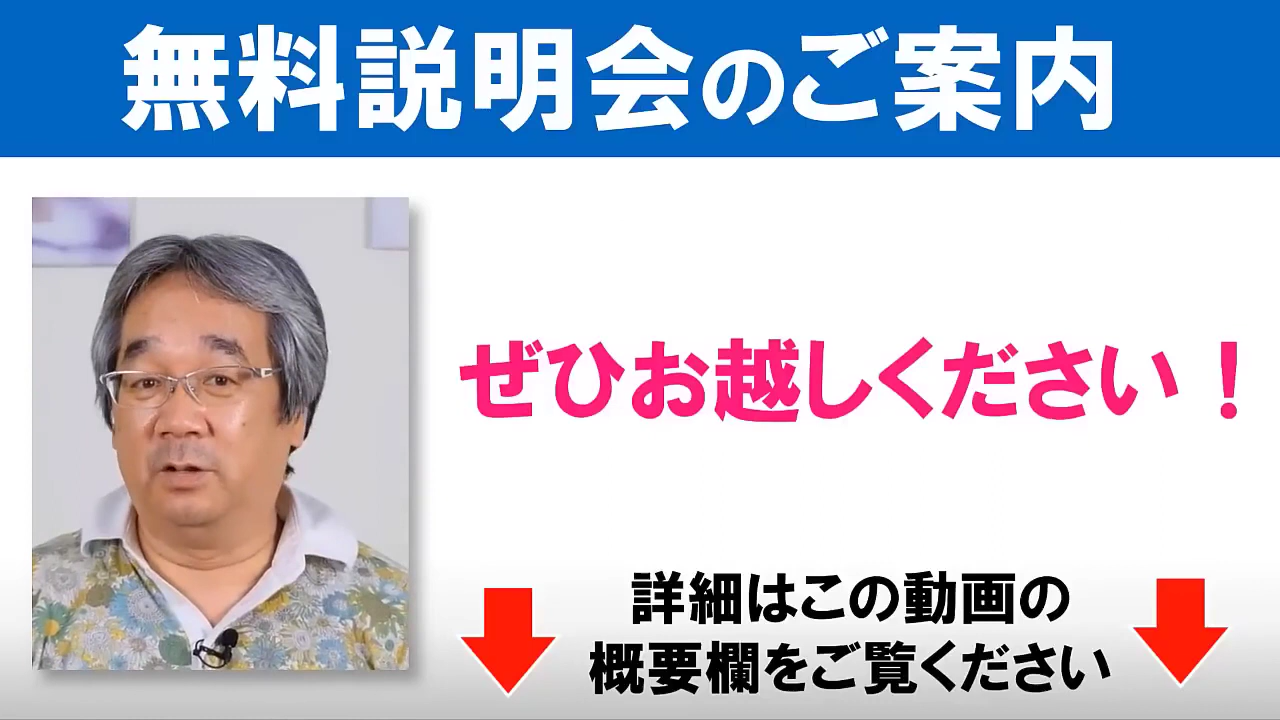 無料説明会のご案内
ぜひお越しください！
詳細はこの動画の
概要欄をご覧ください